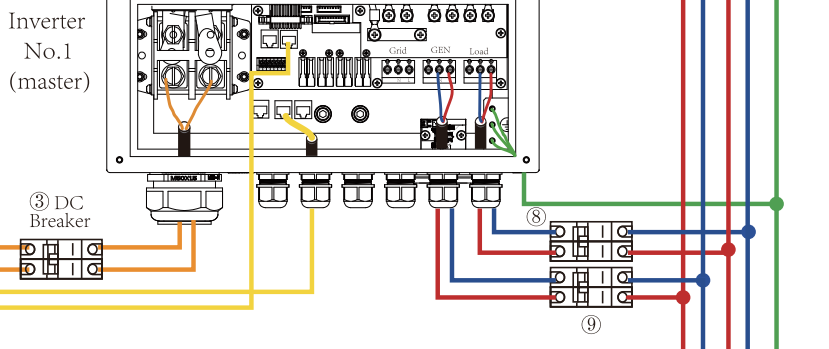 Inverter
No.1
(master)
Grid
GEN
Load
③ DC
Breaker
⑧
⑨